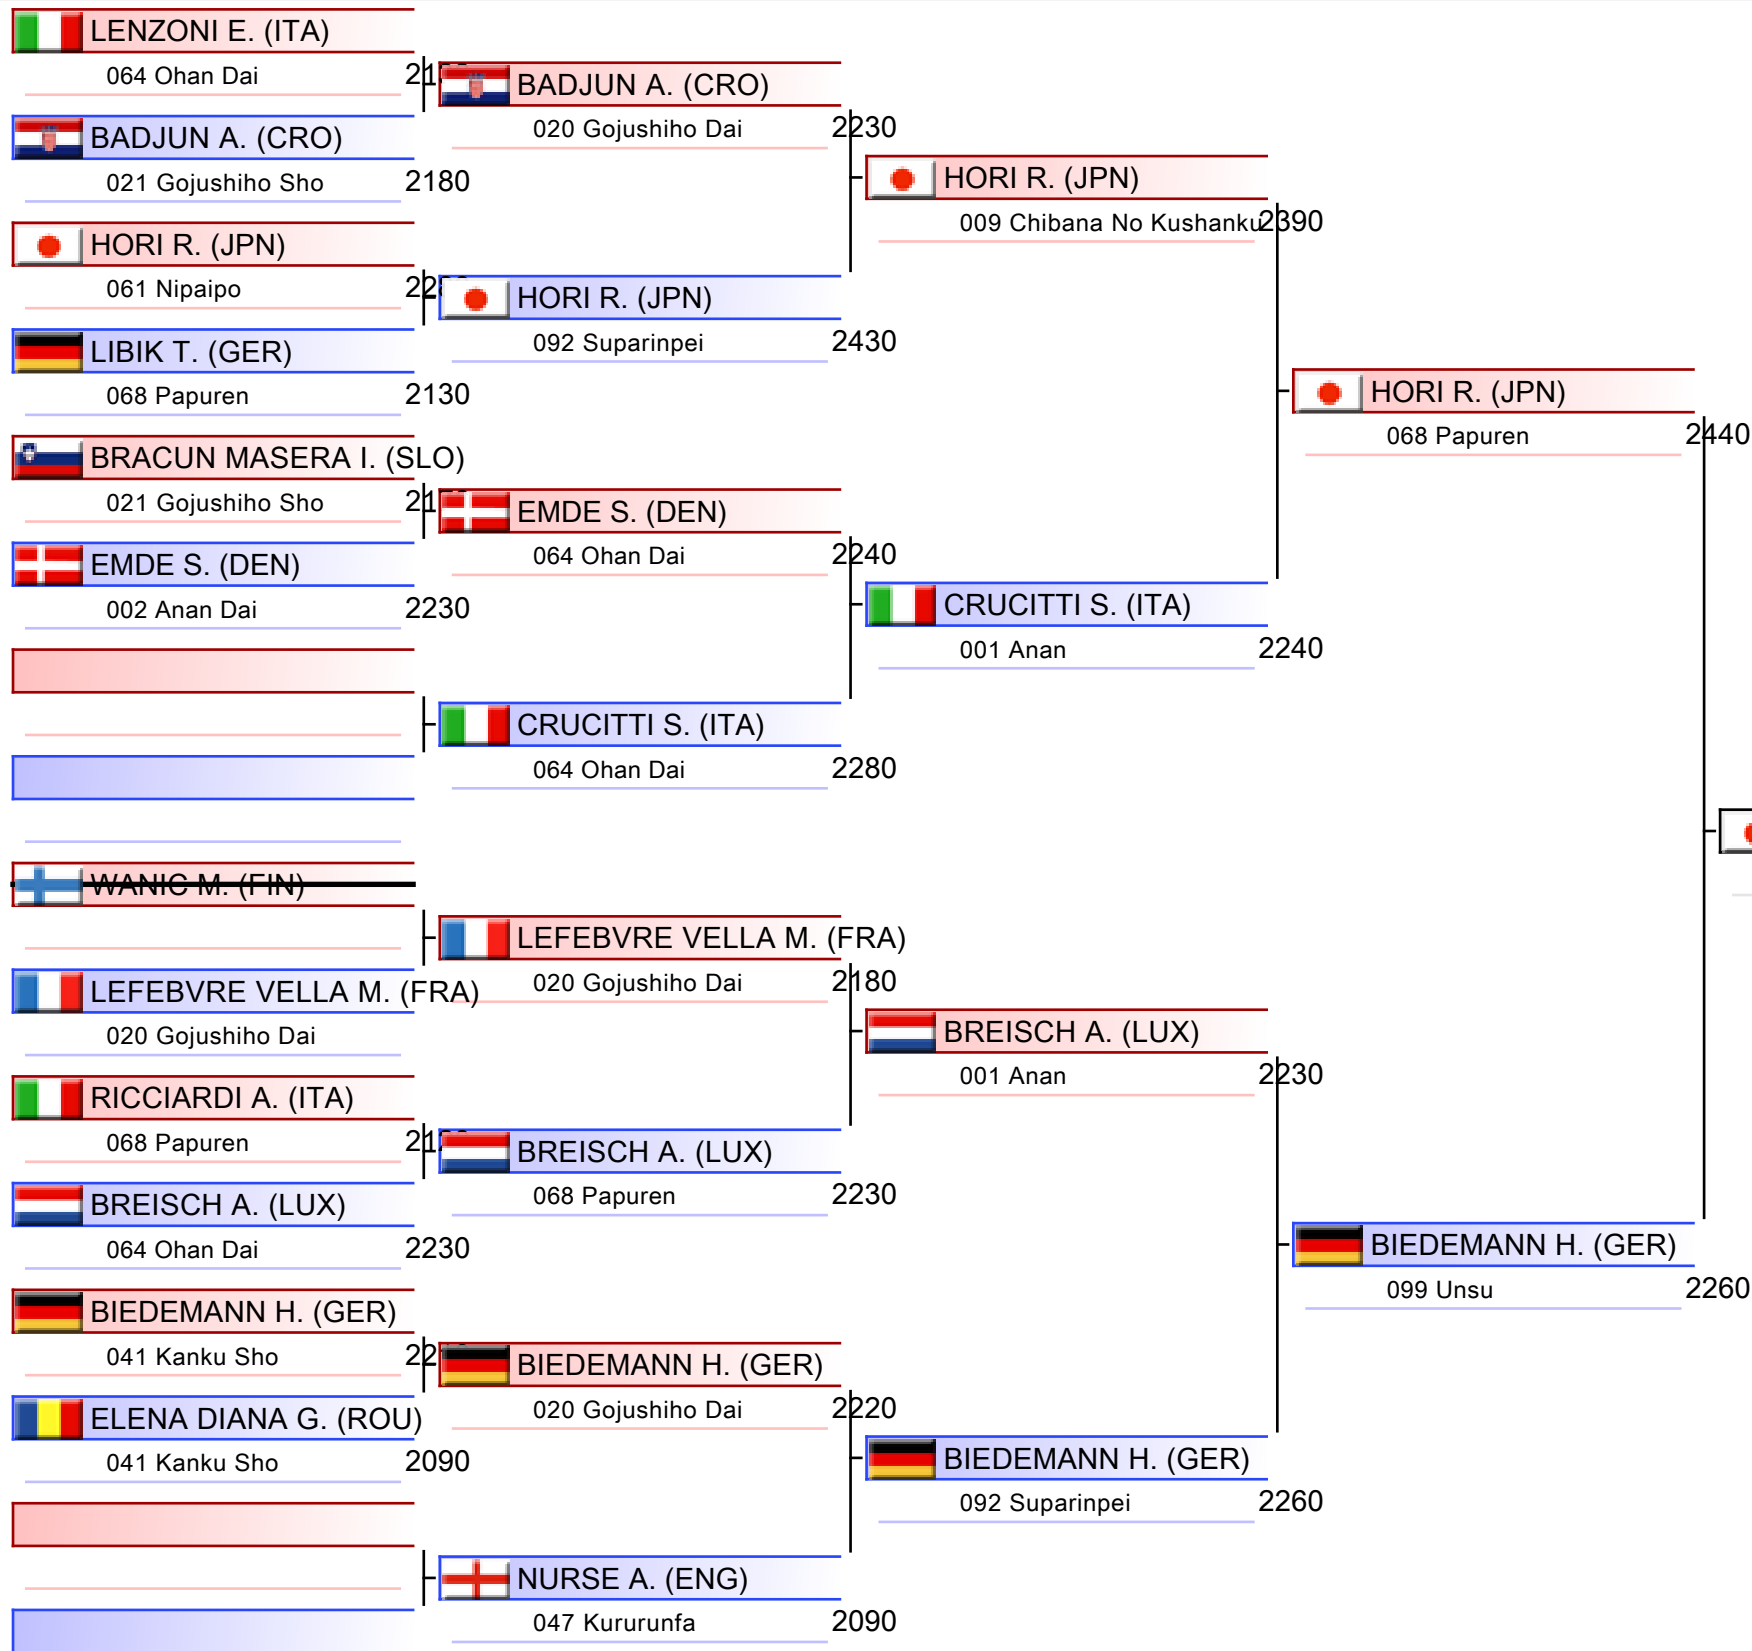 LENZONI E. (ITA)
064 Ohan Dai
BADJUN A. (CRO)
021 Gojushiho Sho 2180
HORI R. (JPN)
061 Nipaipo
LIBIK T. (GER)
068 Papuren 2130
BRACUN MASERA I. (SLO)
021 Gojushiho Sho
EMDE S. (DEN)
002 Anan Dai 2230
WANIC M. (FIN)
LEFEBVRE VELLA M. (FRA)
020 Gojushiho Dai
RICCIARDI A. (ITA)
068 Papuren
BREISCH A. (LUX)
064 Ohan Dai 2230
BIEDEMANN H. (GER)
041 Kanku Sho
ELENA DIANA G. (ROU)
041 Kanku Sho 2090
BADJUN A. (CRO)
020 Gojushiho Dai 2230
HORI R. (JPN)
092 Suparinpei 2430
EMDE S. (DEN)
064 Ohan Dai 2240
CRUCITTI S. (ITA)
064 Ohan Dai 2280
LEFEBVRE VELLA M. (FRA)
020 Gojushiho Dai 2180
BREISCH A. (LUX)
068 Papuren 2230
BIEDEMANN H. (GER)
020 Gojushiho Dai 2220
NURSE A. (ENG)
047 Kururunfa 2090
HORI R. (JPN)
009 Chibana No Kushanku 2390
CRUCITTI S. (ITA)
001 Anan 2240
BREISCH A. (LUX)
001 Anan 2230
BIEDEMANN H. (GER)
092 Suparinpei 2260
HORI R. (JPN)
068 Papuren 2440
BIEDEMANN H. (GER)
099 Unsu 2260